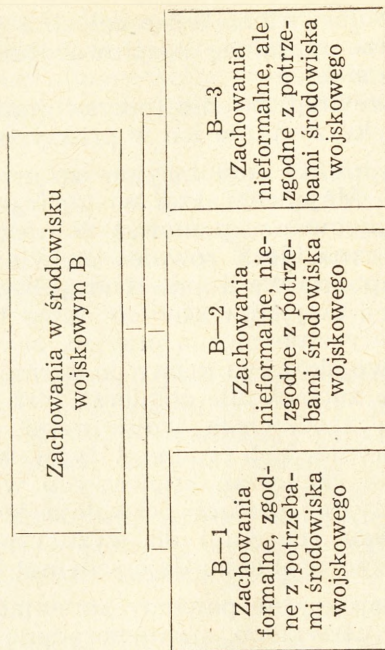 Zachowania w środowisku
wojskowym B
B—1
Zachowania
formalne, zgod-
ne z potrzeba-
mi środowiska
wojskowego
B—2
Zachowania
nieformalne, nie-
zgodne z potrze-
bami środowiska
wojskowego
B—3
Zachowania
nieformalne, ale
zgodne z potrze-
bami środowiska
wojskowego